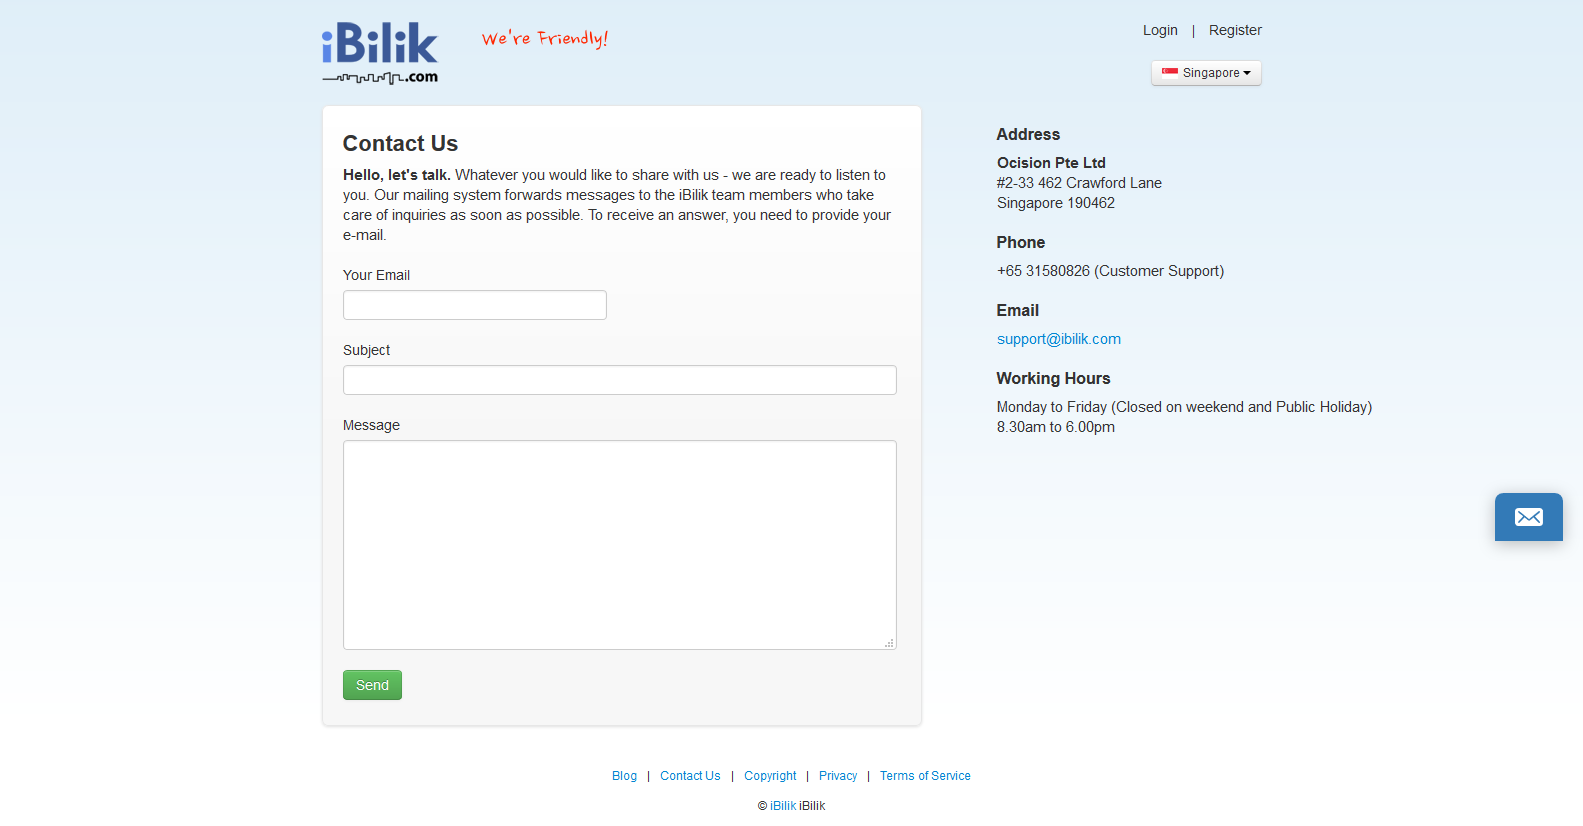 iBilik
.com
We're Friendly!
Login | Register
Singapore
Contact Us
Hello, let's talk. Whatever you would like to share with us - we are ready to listen to
you. Our mailing system forwards messages to the iBilik team members who take
care of inquiries as soon as possible. To receive an answer, you need to provide your
e-mail.
Your Email
Subject
Message
Send
Address
Ocision Pte Ltd
#2-33 462 Crawford Lane
Singapore 190462
Phone
+65 31580826 (Customer Support)
Email
support@ibilik.com
Working Hours
Monday to Friday (Closed on weekend and Public Holiday)
8.30am to 6.00pm
Blog | Contact Us | Copyright | Privacy | Terms of Service
© iBilik iBilik